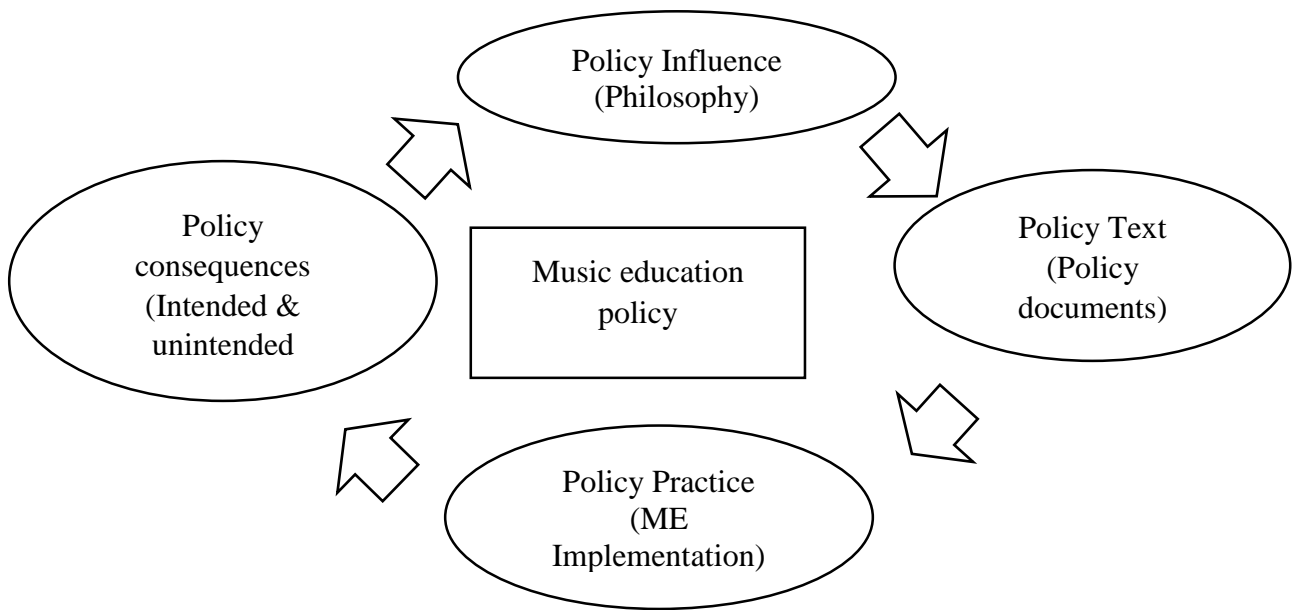 Policy Influence
(Philosophy)
Policy Text
(Policy
documents)
Policy
consequences
(Intended &
unintended
Music education
policy
Policy Practice
(ME
Implementation)